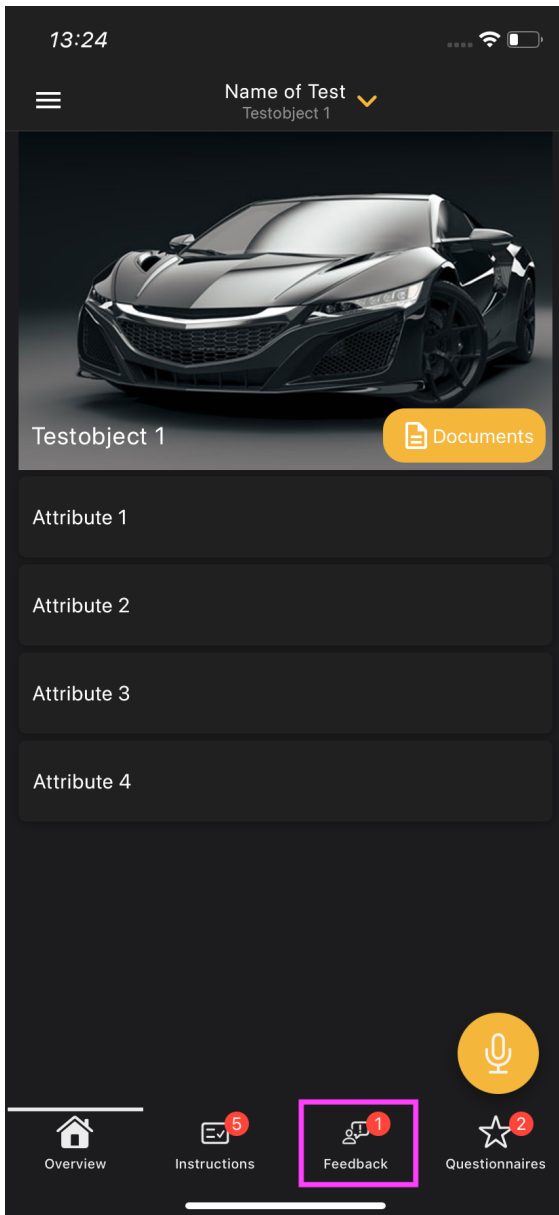 13:24
Name of Test
Testobject 1
Testobject 1
Documents
Attribute 1
Attribute 2
Attribute 3
Attribute 4
5
1
2
Overview
Instructions
Feedback
Questionnaires